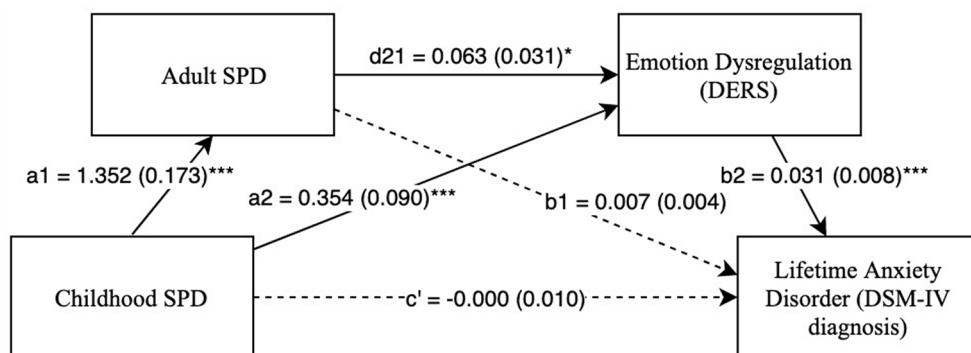 d21 = 0.063 (0.031)*
Adult SPD
Emotion Dysregulation
(DERS)
a1 = 1.352 (0.173)***
a2 = 0.354 (0.090)***
b1 = 0.007 (0.004)
b2 = 0.031 (0.008)***
Childhood SPD
c' = -0.000 (0.010)
Lifetime Anxiety
Disorder (DSM-IV
diagnosis)